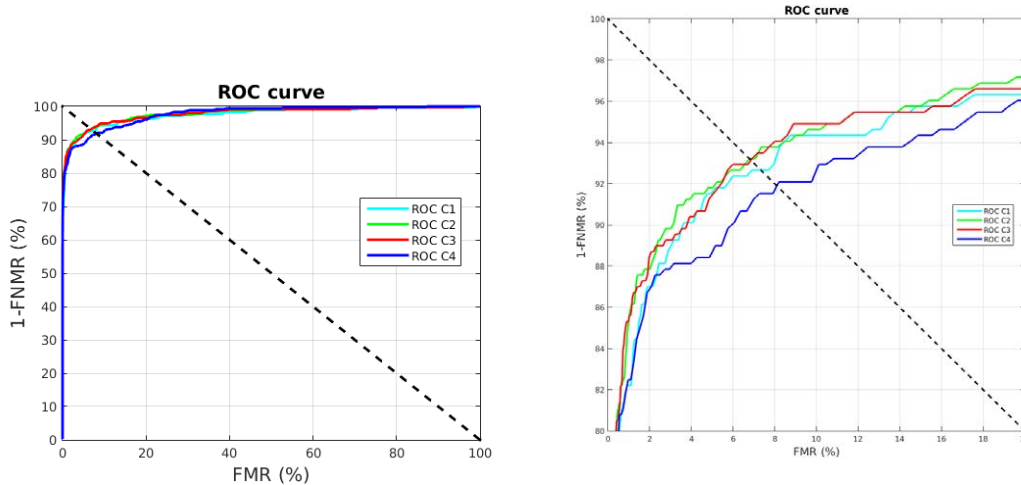 ROC curve
1-FNMR (%)
100
90
80
70
60
50
40
30
20
10
0
0 20 40 60 80 100
FMR (%)
ROC C1
ROC C2
ROC C3
ROC C4
ROC curve
1-FNMR (%)
100
98
96
94
92
90
88
86
84
82
80
0 2 4 6 8 10 12 14 16 18
FMR (%)
ROC C1
ROC C2
ROC C3
ROC C4